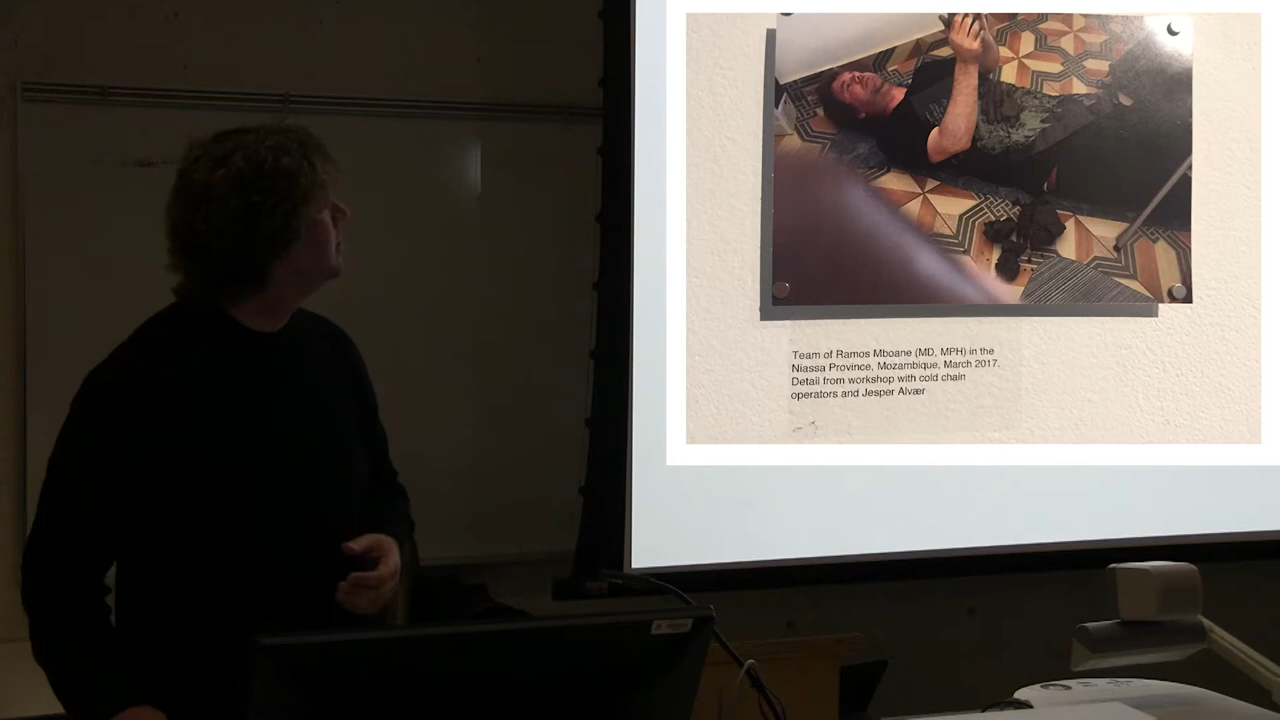 Team of Ramos Mboane (MD, MPH) in the
Niassa Province, Mozambique, March 2017.
Detail from workshop with cold chain
operators and Jesper Alvær